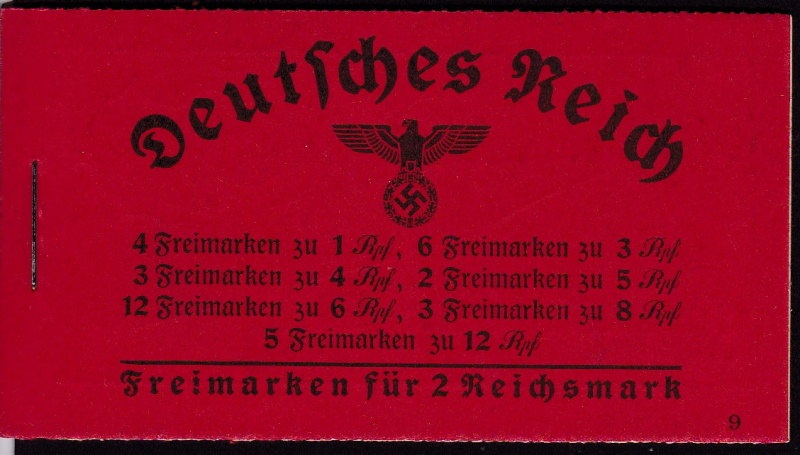 Deutsches Reich
4 Freimarken zu 1 Rpf, 6 Freimarken zu 3 Rpf
3 Freimarken zu 4 Rpf, 2 Freimarken zu 5 Rpf
12 Freimarken zu 6 Rpf, 3 Freimarken zu 8 Rpf
5 Freimarken zu 12 Rpf
Freimarken für 2 Reichsmark
9